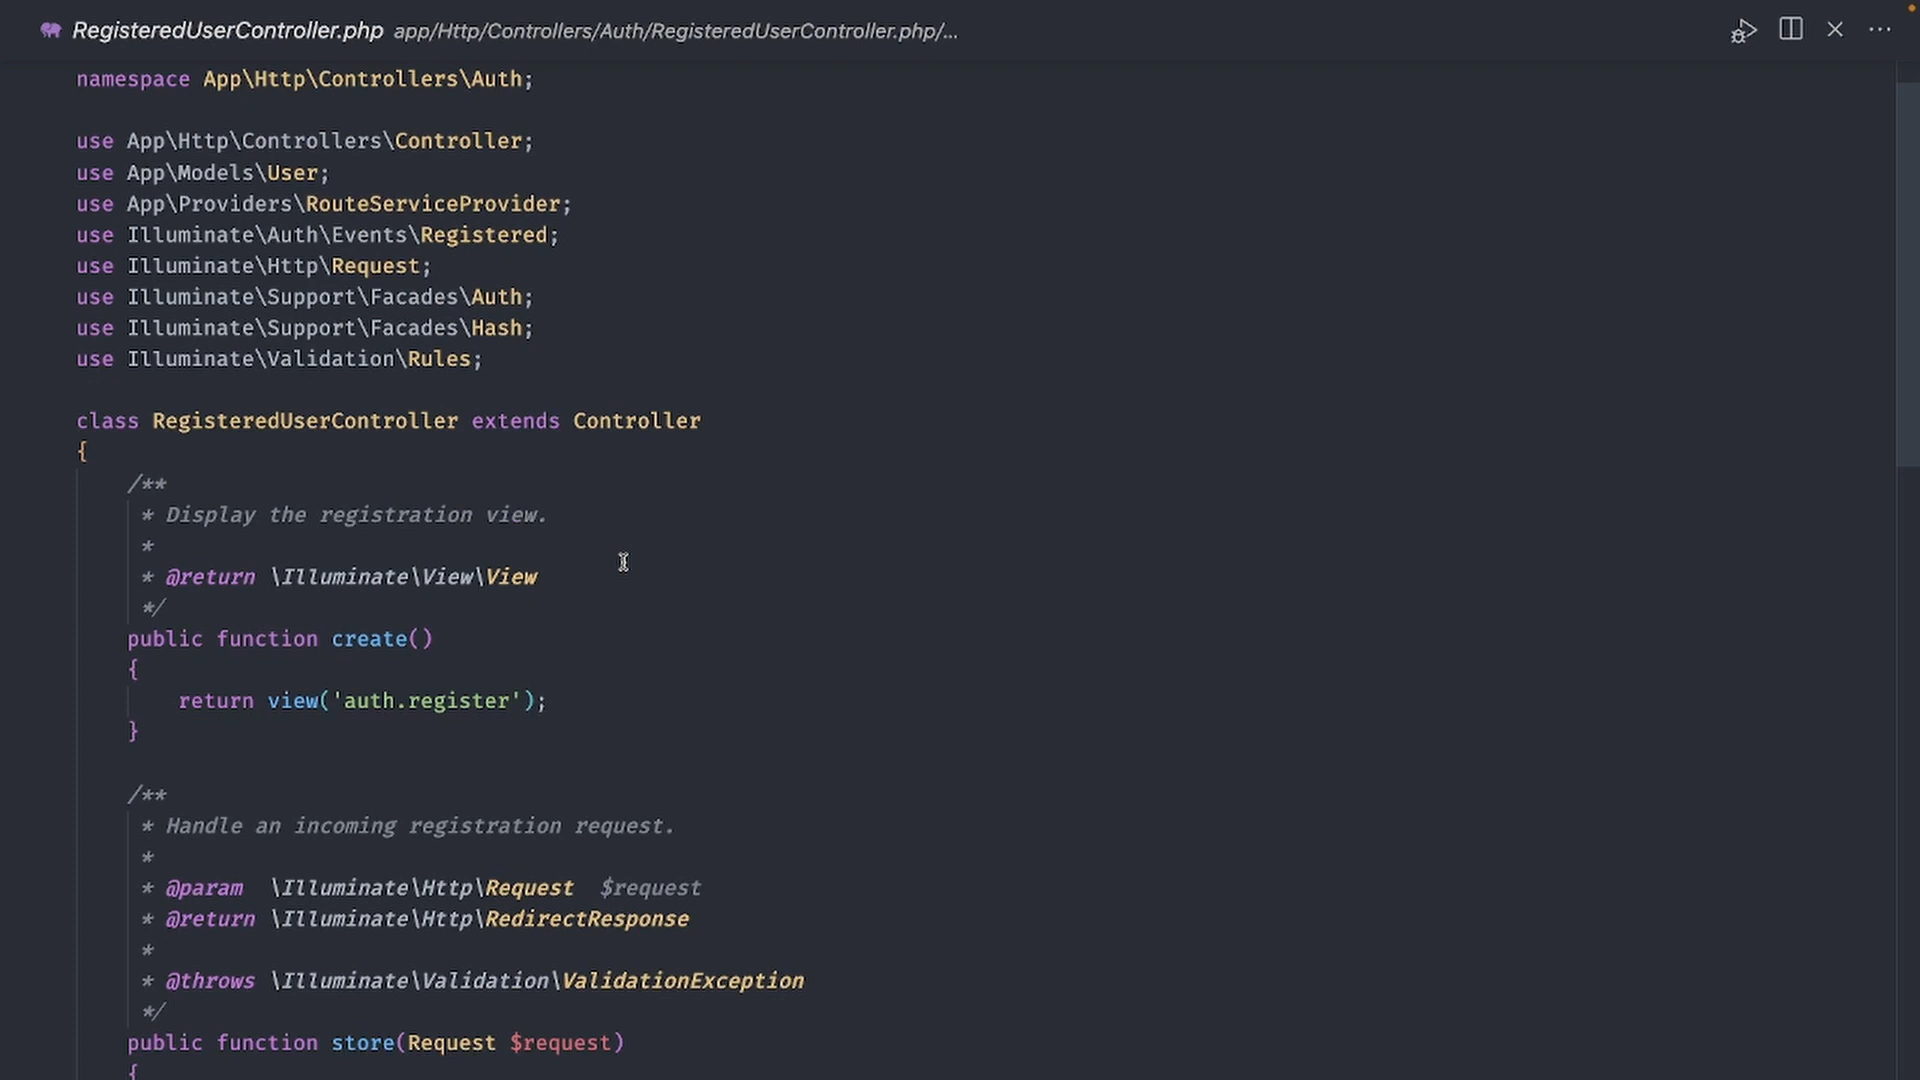 RegisteredUserController.php app/Http/Controllers/Auth/RegisteredUserController.php/...
namespace App\Http\Controllers\Auth;
use App\Http\Controllers\Controller;
use App\Models\User;
use App\Providers\RouteServiceProvider;
use Illuminate\Auth\Events\Registered;
use Illuminate\Http\Request;
use Illuminate\Support\Facades\Auth;
use Illuminate\Support\Facades\Hash;
use Illuminate\Validation\Rules;
class RegisteredUserController extends Controller
{
/**
* Display the registration view.
*
* @return \Illuminate\View\View
*/
public function create()
{
return view('auth.register');
}
/**
* Handle an incoming registration request.
*
* @param  \Illuminate\Http\Request  $request
* @return \Illuminate\Http\RedirectResponse
*
* @throws \Illuminate\Validation\ValidationException
*/
public function store(Request $request)
{